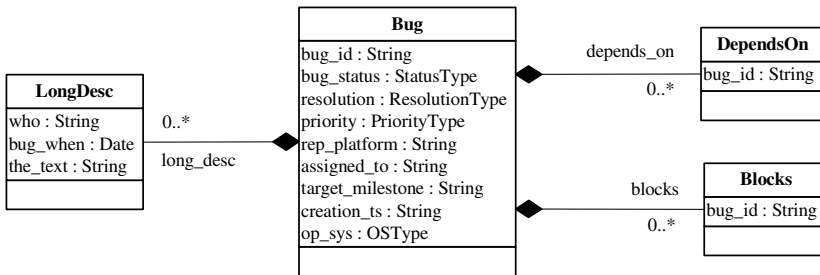 LongDesc
who : String
bug_when : Date
the_text : String
0..*
long_desc
Bug
bug_id : String
bug_status : StatusType
resolution : ResolutionType
priority : PriorityType
rep_platform : String
assigned_to : String
target_milestone : String
creation_ts : String
op_sys : OSType
depends_on
0..*
DependsOn
bug_id : String
blocks
0..*
Blocks
bug_id : String